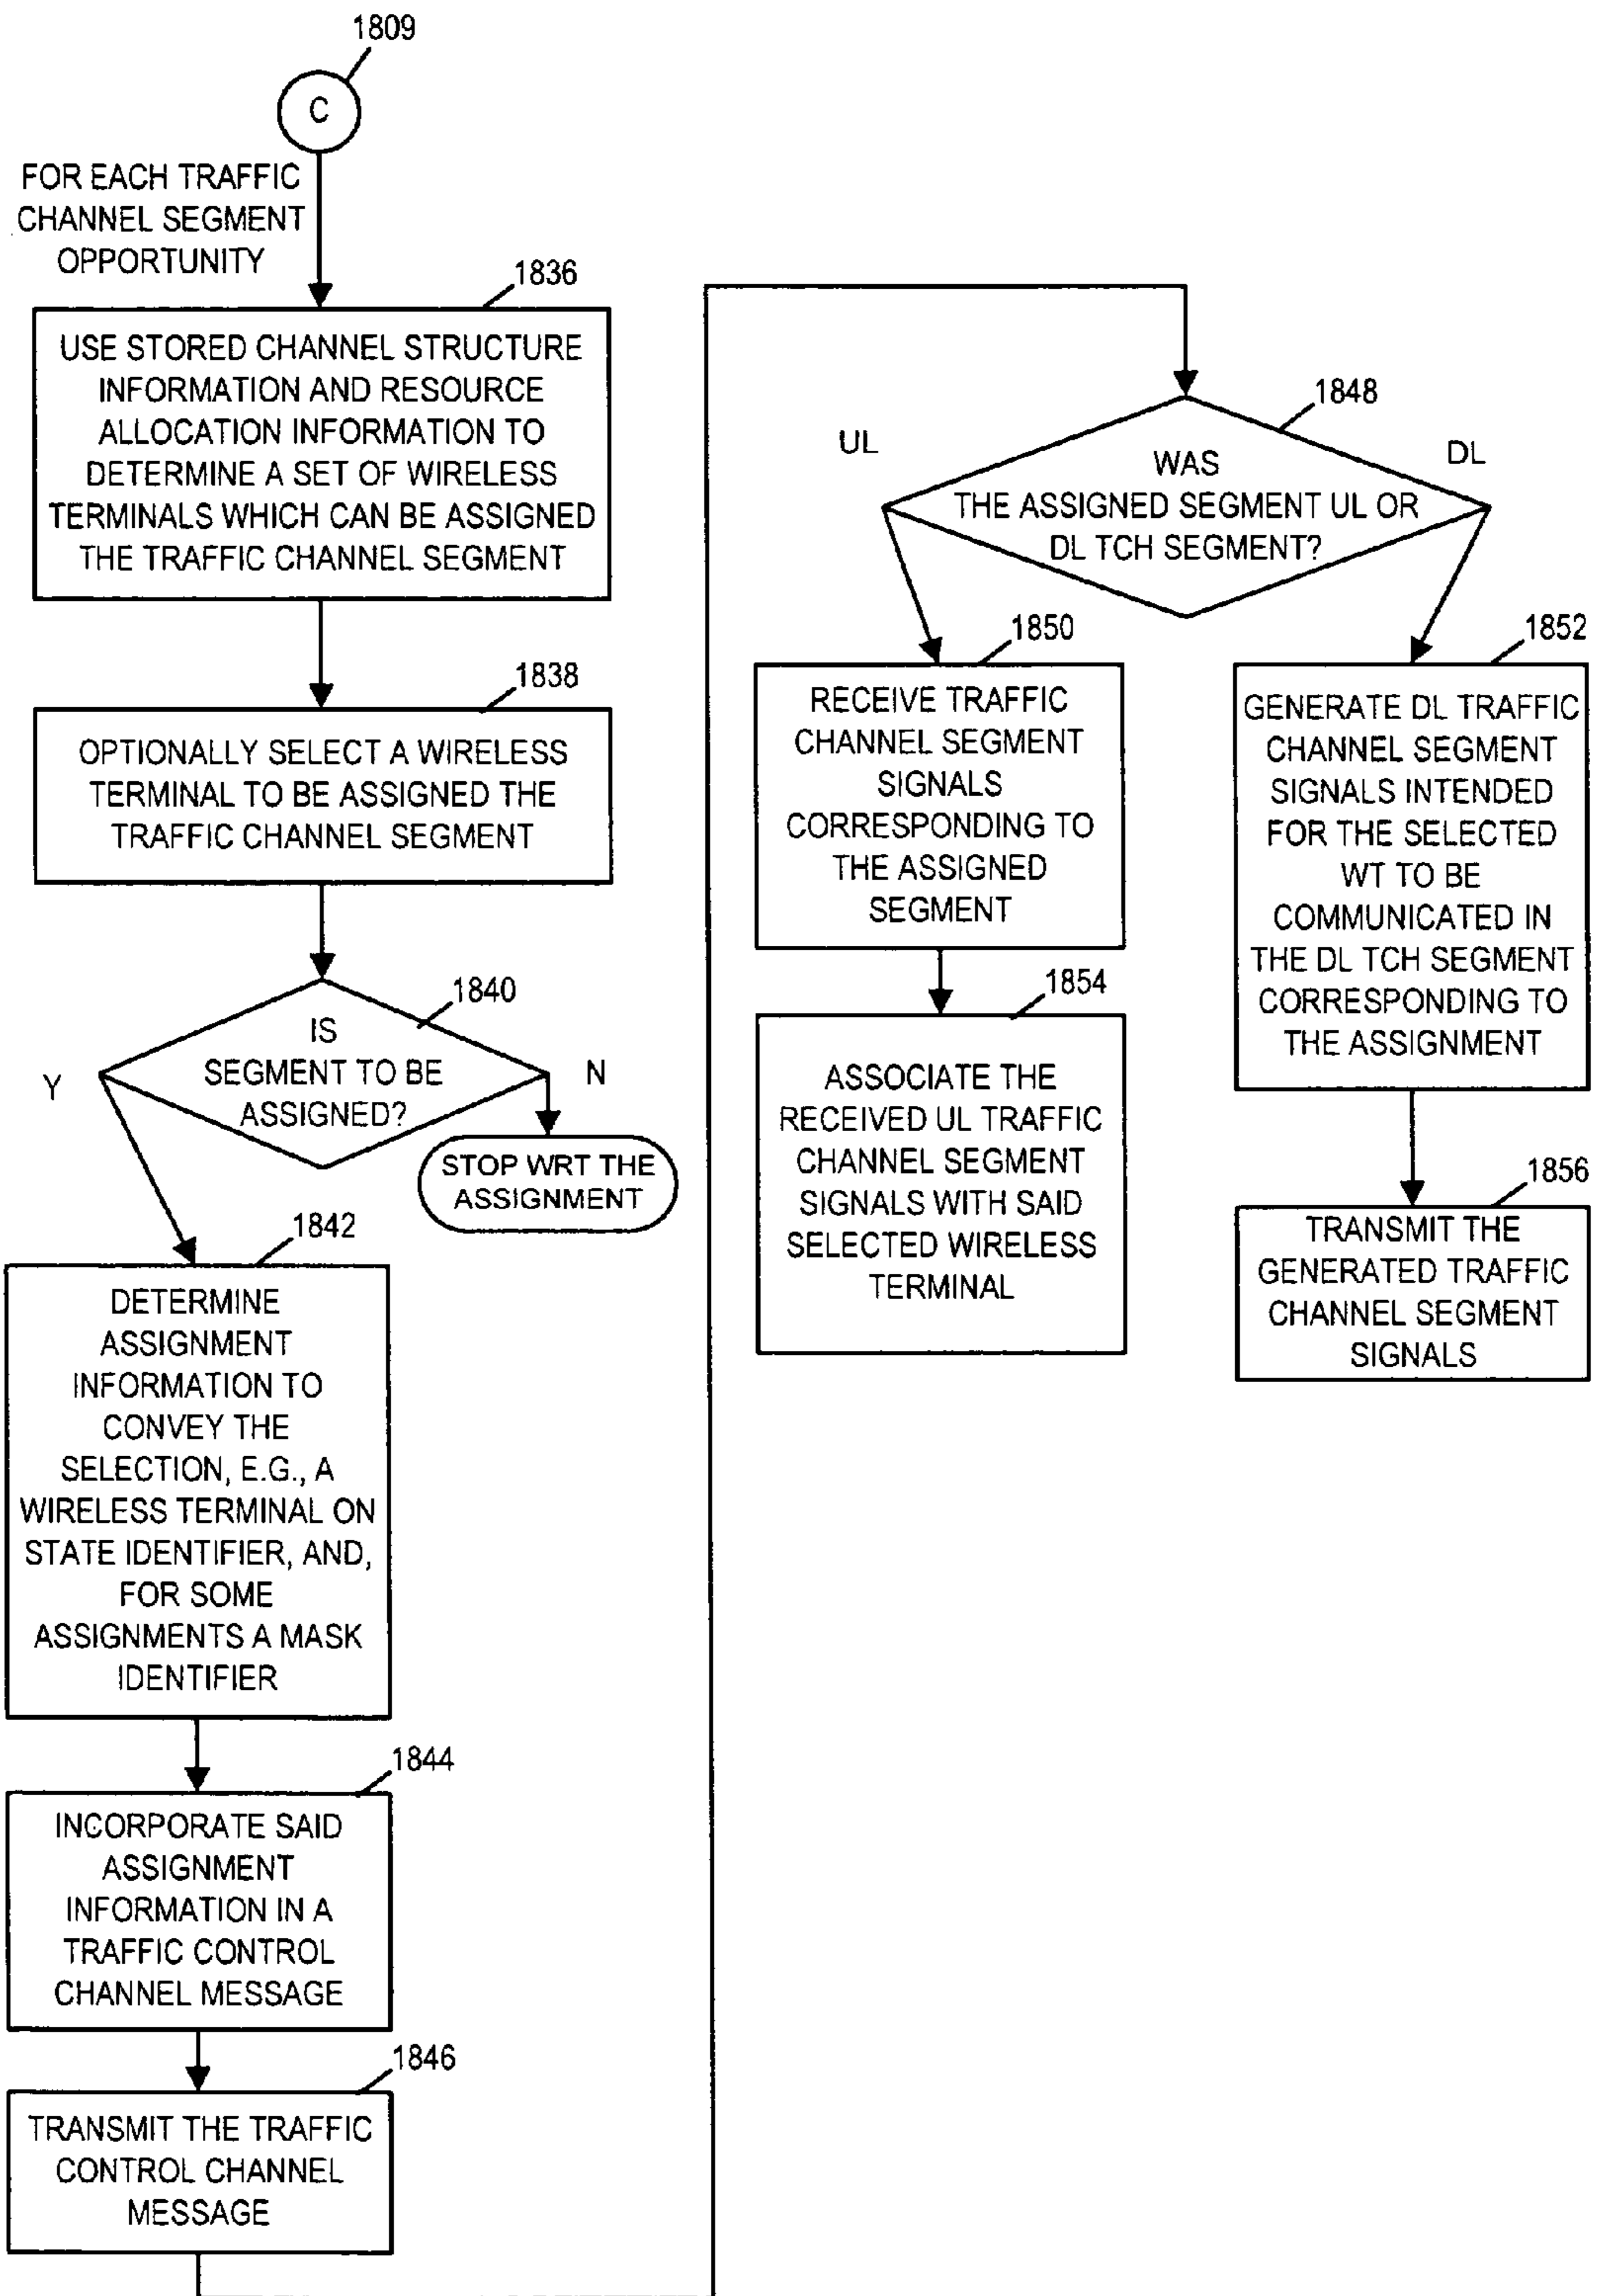 1809
C
FOR EACH TRAFFIC
CHANNEL SEGMENT
OPPORTUNITY
1836
USE STORED CHANNEL STRUCTURE
INFORMATION AND RESOURCE
ALLOCATION INFORMATION TO
DETERMINE A SET OF WIRELESS
TERMINALS WHICH CAN BE ASSIGNED
THE TRAFFIC CHANNEL SEGMENT
1838
OPTIONALLY SELECT A WIRELESS
TERMINAL TO BE ASSIGNED THE
TRAFFIC CHANNEL SEGMENT
1840
IS
SEGMENT TO BE
ASSIGNED?
Y
N
STOP WRT THE
ASSIGNMENT
1842
DETERMINE
ASSIGNMENT
INFORMATION TO
CONVEY THE
SELECTION, E.G., A
WIRELESS TERMINAL ON
STATE IDENTIFIER, AND,
FOR SOME
ASSIGNMENTS A MASK
IDENTIFIER
1844
INCORPORATE SAID
ASSIGNMENT
INFORMATION IN A
TRAFFIC CONTROL
CHANNEL MESSAGE
1846
TRANSMIT THE TRAFFIC
CONTROL CHANNEL
MESSAGE
1848
WAS
THE ASSIGNED SEGMENT UL OR
DL TCH SEGMENT?
UL
DL
1850
RECEIVE TRAFFIC
CHANNEL SEGMENT
SIGNALS
CORRESPONDING TO
THE ASSIGNED
SEGMENT
1854
ASSOCIATE THE
RECEIVED UL TRAFFIC
CHANNEL SEGMENT
SIGNALS WITH SAID
SELECTED WIRELESS
TERMINAL
1852
GENERATE DL TRAFFIC
CHANNEL SEGMENT
SIGNALS INTENDED
FOR THE SELECTED
WT TO BE
COMMUNICATED IN
THE DL TCH SEGMENT
CORRESPONDING TO
THE ASSIGNMENT
1856
TRANSMIT THE
GENERATED TRAFFIC
CHANNEL SEGMENT
SIGNALS